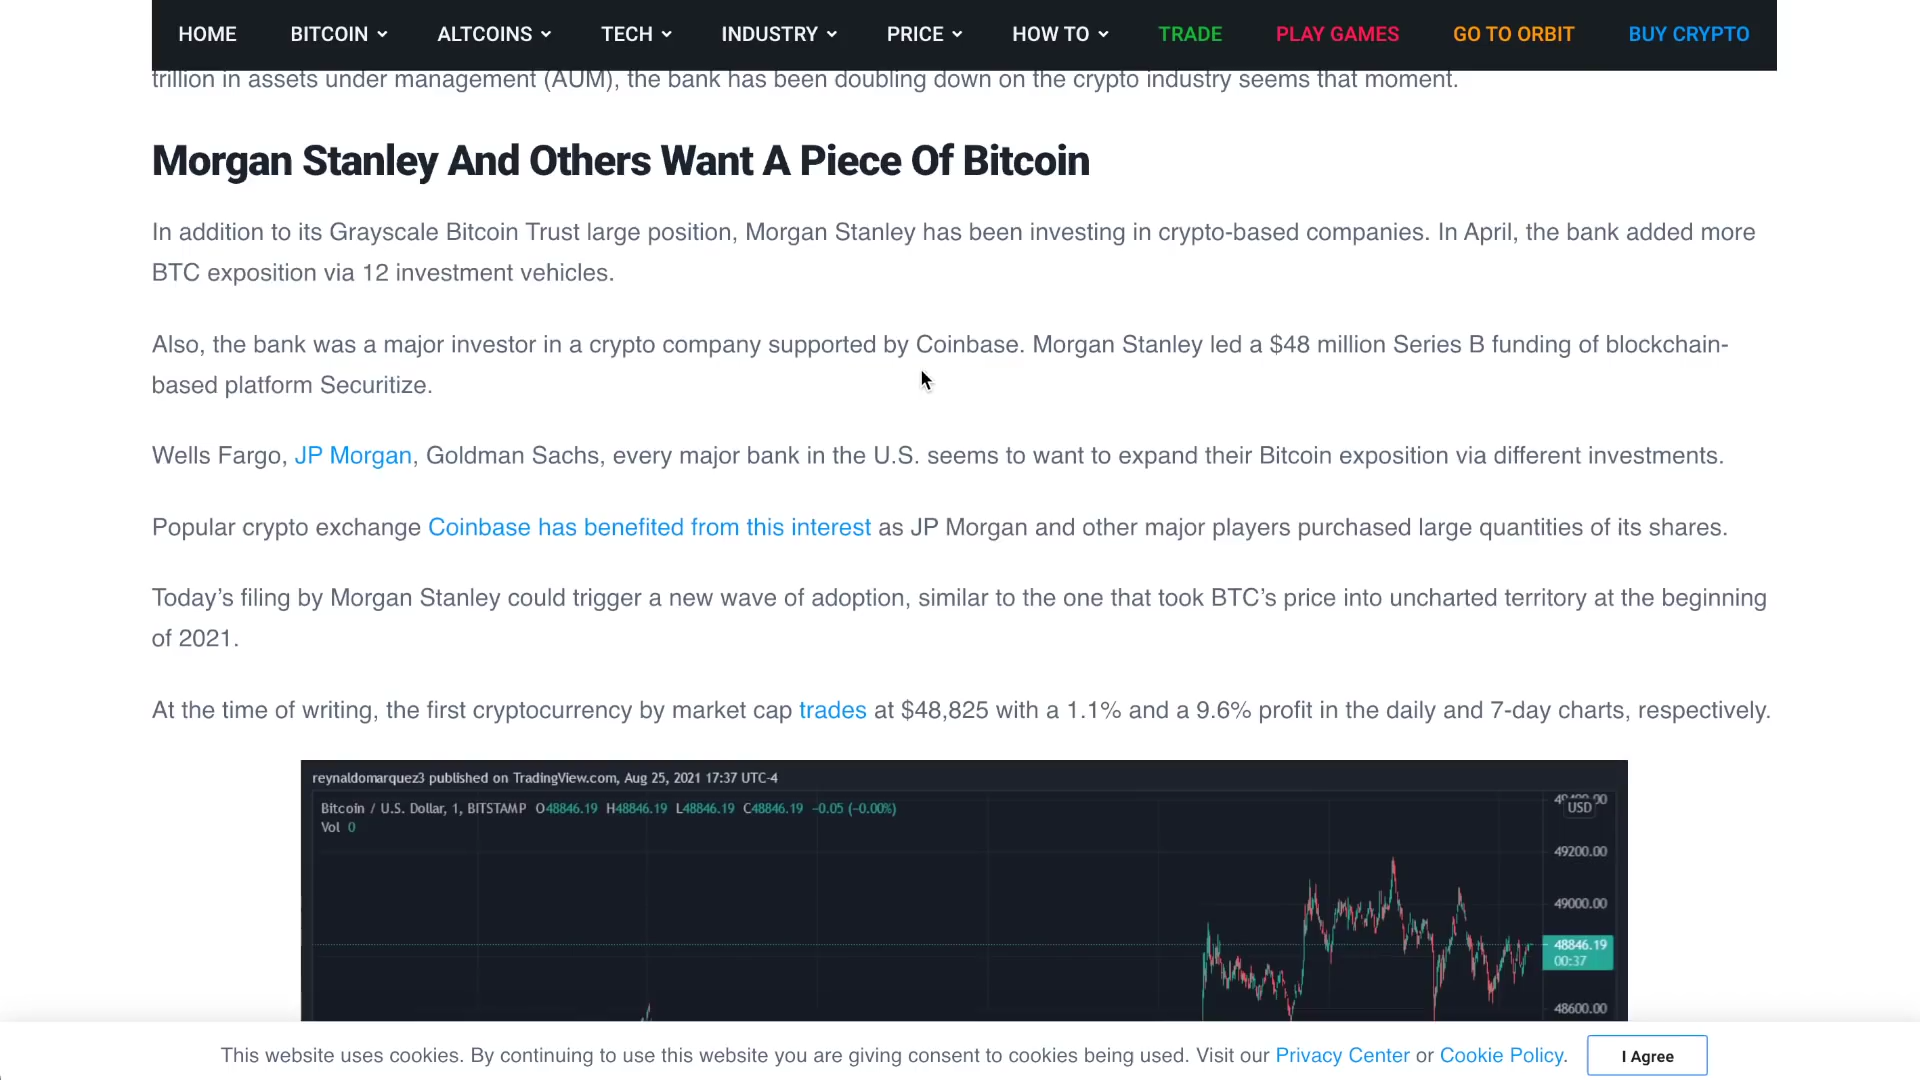 HOME BITCOIN ALTCOINS TECH INDUSTRY PRICE HOW TO TRADE PLAY GAMES GO TO ORBIT BUY CRYPTO
trillion in assets under management (AUM), the bank has been doubling down on the crypto industry seems that moment.
Morgan Stanley And Others Want A Piece Of Bitcoin
In addition to its Grayscale Bitcoin Trust large position, Morgan Stanley has been investing in crypto-based companies. In April, the bank added more
BTC exposition via 12 investment vehicles.
Also, the bank was a major investor in a crypto company supported by Coinbase. Morgan Stanley led a $48 million Series B funding of blockchain-
based platform Securitize.
Wells Fargo, JP Morgan, Goldman Sachs, every major bank in the U.S. seems to want to expand their Bitcoin exposition via different investments.
Popular crypto exchange Coinbase has benefited from this interest as JP Morgan and other major players purchased large quantities of its shares.
Today’s filing by Morgan Stanley could trigger a new wave of adoption, similar to the one that took BTC’s price into uncharted territory at the beginning
of 2021.
At the time of writing, the first cryptocurrency by market cap trades at $48,825 with a 1.1% and a 9.6% profit in the daily and 7-day charts, respectively.
reynaldomarquez3 published on TradingView.com, Aug 25, 2021 17:37 UTC-4
Bitcoin / U.S. Dollar, 1, BITSTAMP O48846.19 H48846.19 L48846.19 C48846.19 −0.05 (−0.00%)
USD
Vol 0
49200.00
49000.00
48846.19
00:37
48600.00
This website uses cookies. By continuing to use this website you are giving consent to cookies being used. Visit our Privacy Center or Cookie Policy. I Agree